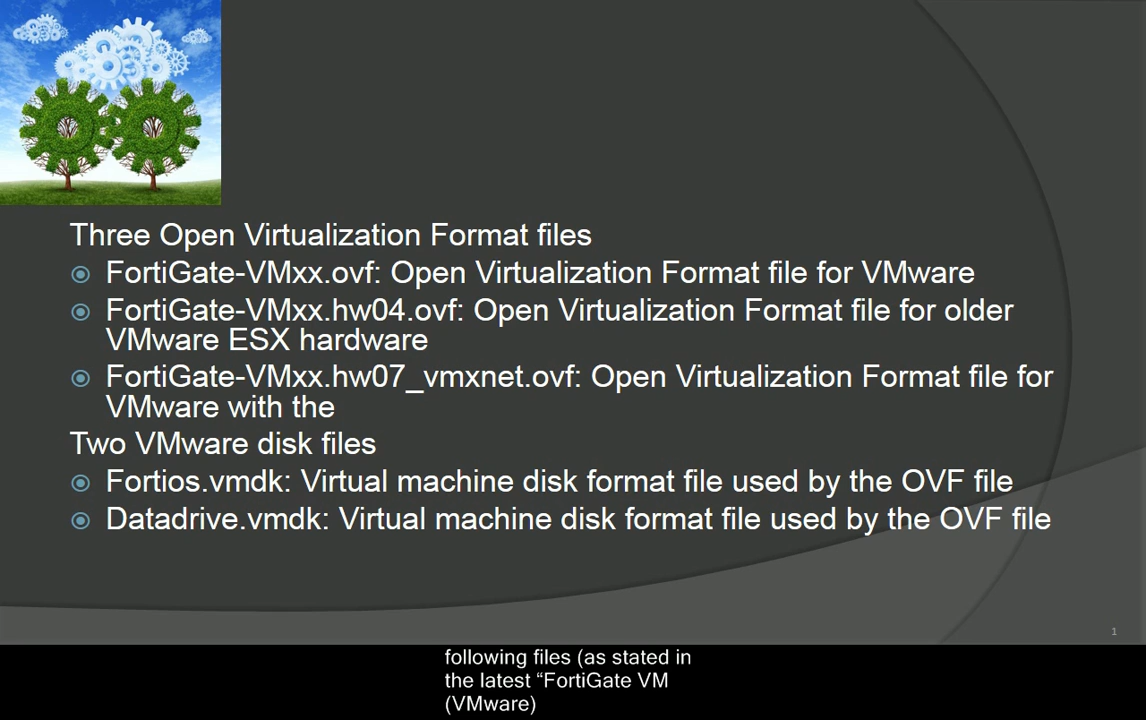 Three Open Virtualization Format files
FortiGate-VMxx.ovf: Open Virtualization Format file for VMware
FortiGate-VMxx.hw04.ovf: Open Virtualization Format file for older
VMware ESX hardware
FortiGate-VMxx.hw07_vmxnet.ovf: Open Virtualization Format file for
VMware with the
Two VMware disk files
Fortios.vmdk: Virtual machine disk format file used by the OVF file
Datadrive.vmdk: Virtual machine disk format file used by the OVF file
1
following files (as stated in
the latest “FortiGate VM
(VMware)